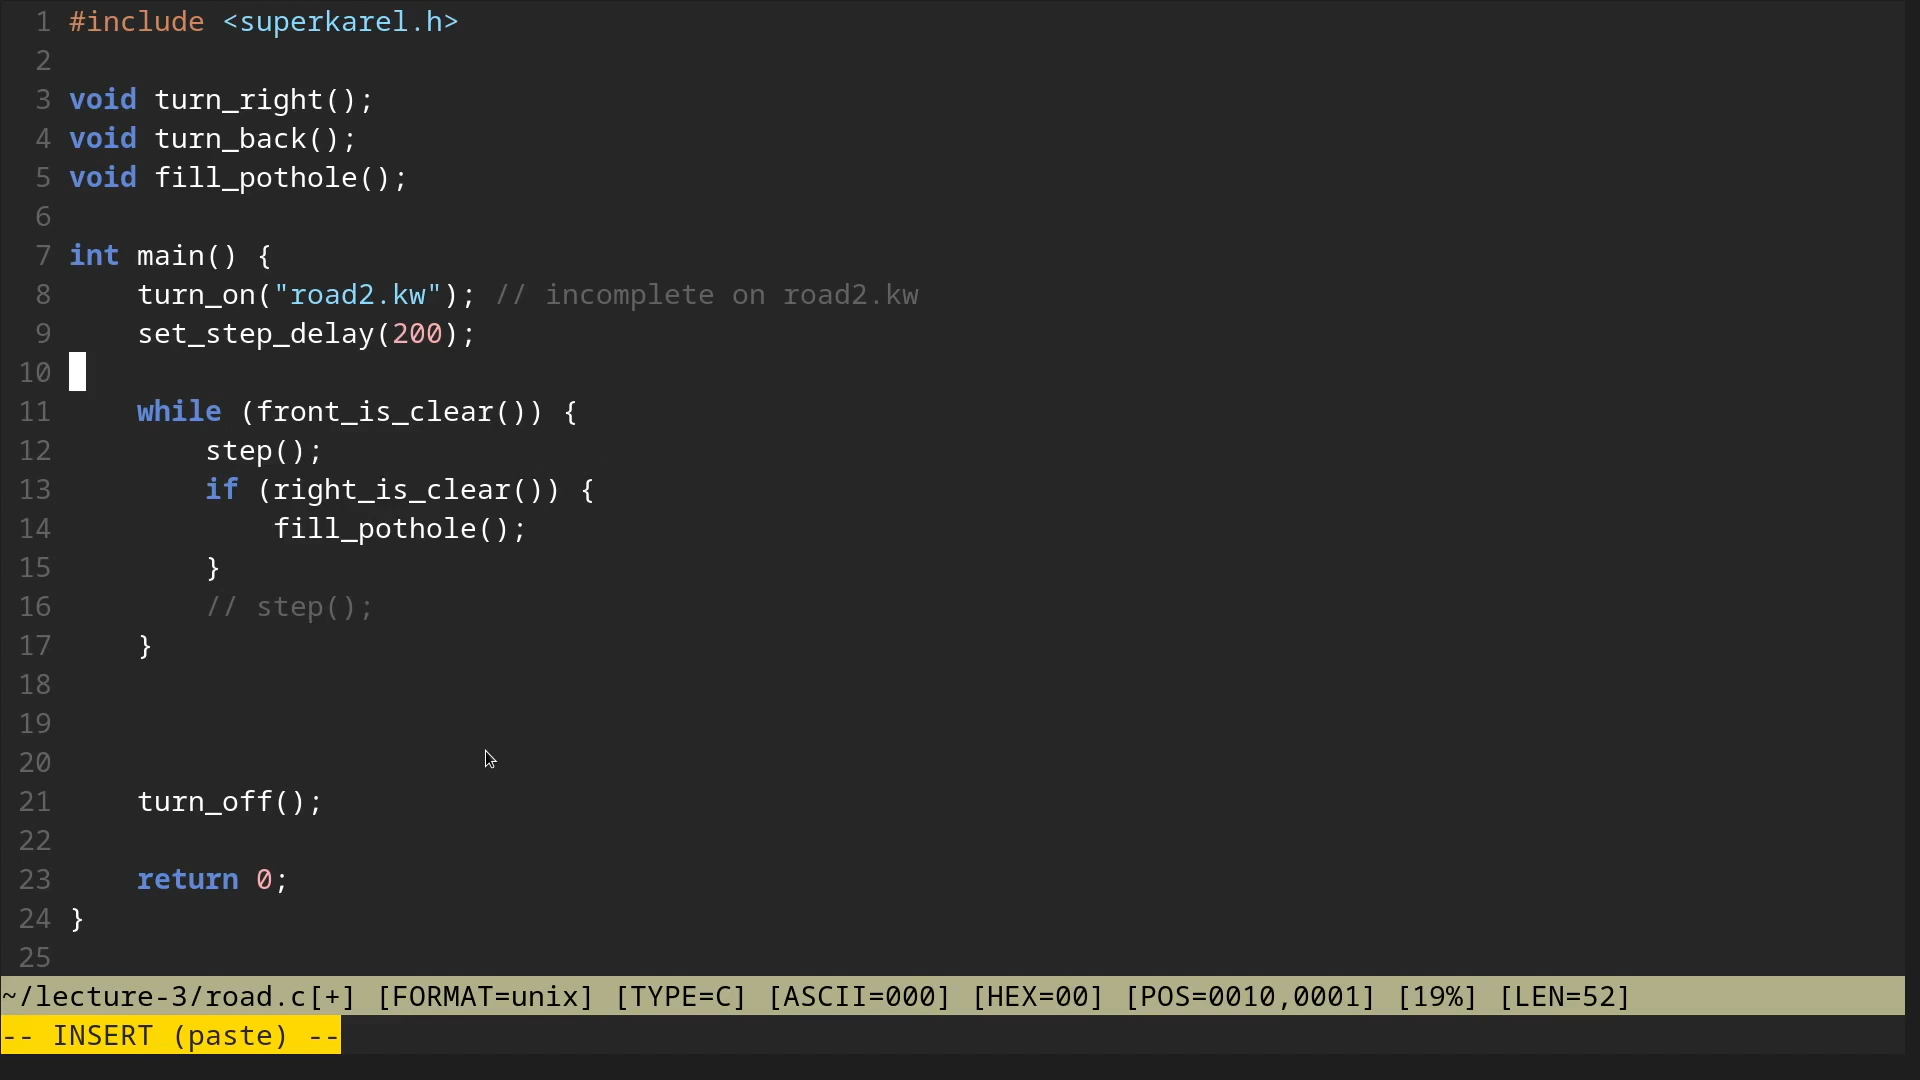 1 #include <superkarel.h>
2
3 void turn_right();
4 void turn_back();
5 void fill_pothole();
6
7 int main() {
8     turn_on("road2.kw"); // incomplete on road2.kw
9     set_step_delay(200);
10
11     while (front_is_clear()) {
12         step();
13         if (right_is_clear()) {
14             fill_pothole();
15         }
16         // step();
17     }
18
19
20
21     turn_off();
22
23     return 0;
24 }
25
~/lecture-3/road.c[+] [FORMAT=unix] [TYPE=C] [ASCII=000] [HEX=00] [POS=0010,0001] [19%] [LEN=52]
-- INSERT (paste) --